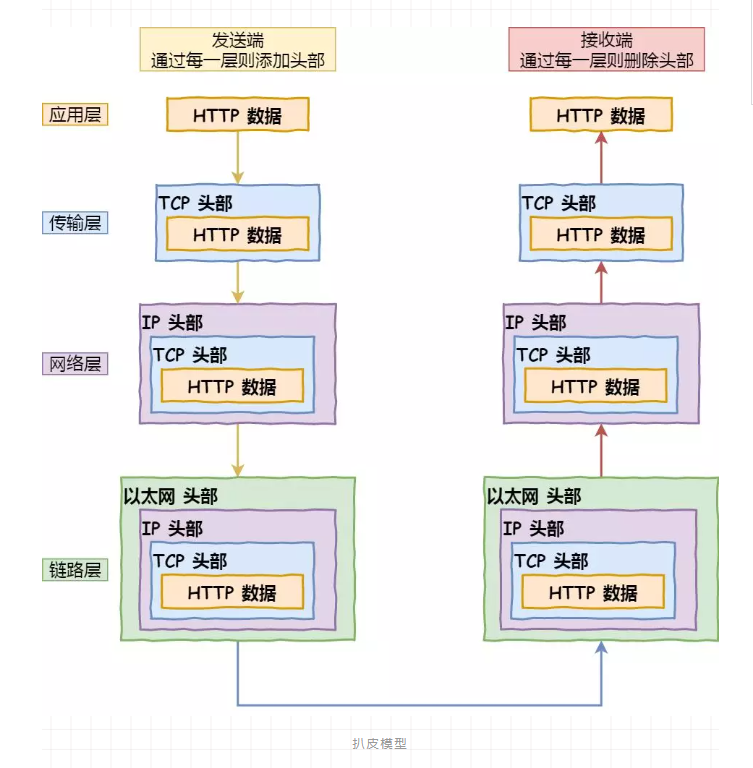 发送端
通过每一层则添加头部
接收端
通过每一层则删除头部
应用层
HTTP 数据
HTTP 数据
传输层
TCP 头部
HTTP 数据
TCP 头部
HTTP 数据
网络层
IP 头部
TCP 头部
HTTP 数据
IP 头部
TCP 头部
HTTP 数据
链路层
以太网 头部
IP 头部
TCP 头部
HTTP 数据
以太网 头部
IP 头部
TCP 头部
HTTP 数据
扒皮模型